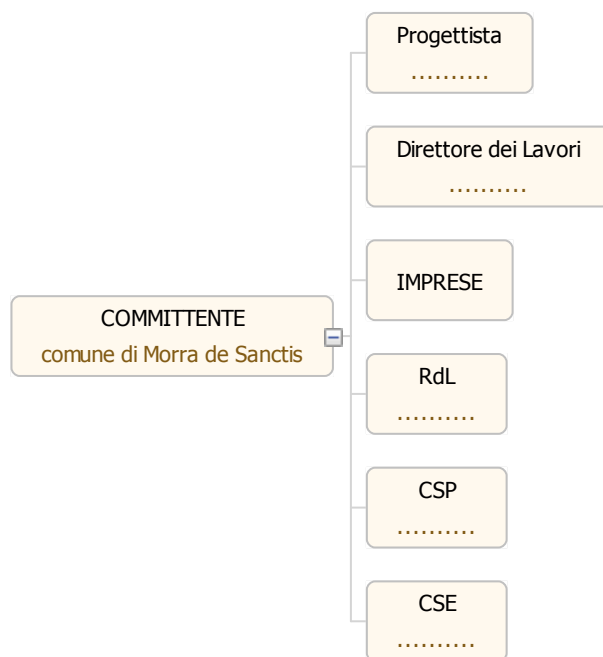 Progettista
..........
Direttore dei Lavori
..........
IMPRESE
COMMITTENTE
comune di Morra de Sanctis
RdL
..........
CSP
..........
CSE
..........